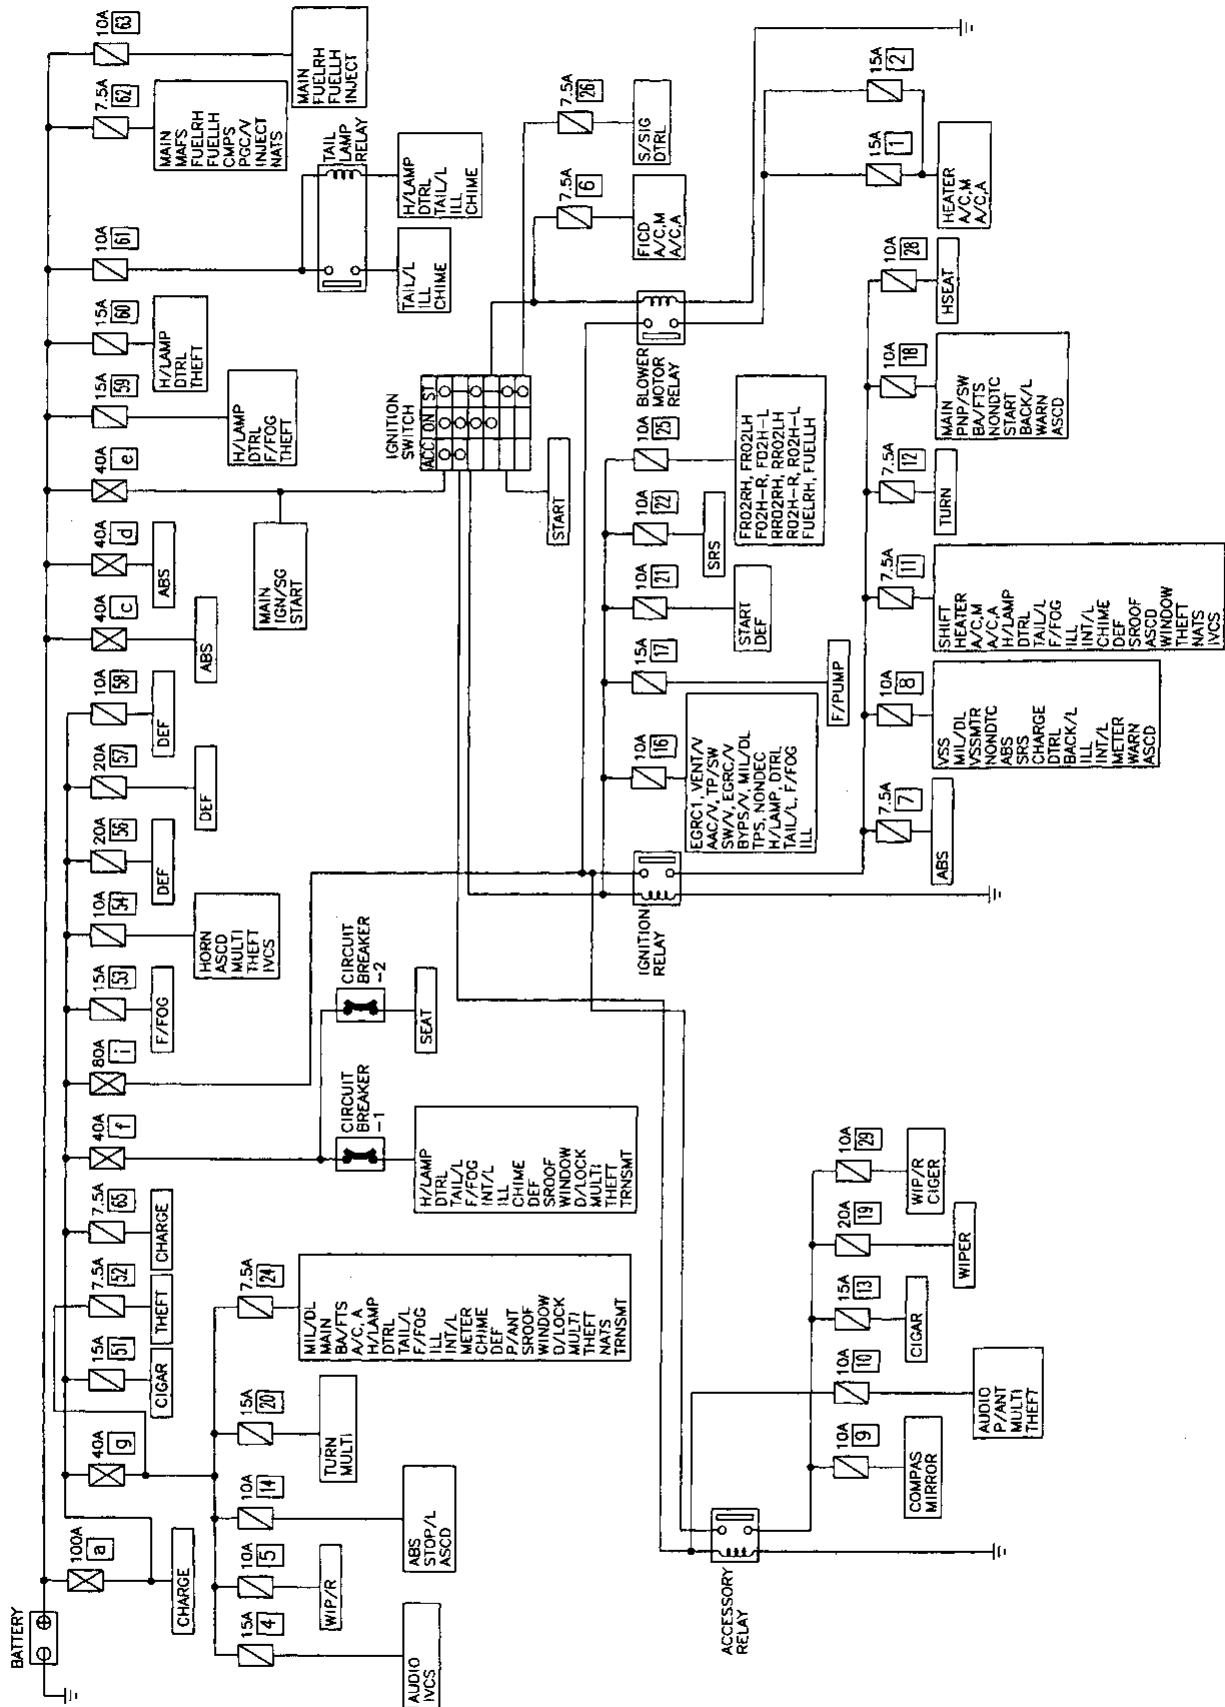 BATTERY
100A
a
CHARGE
40A
g
15A
51
CIGAR
7.5A
52
THEFT
7.5A
65
CHARGE
40A
f
80A
i
15A
53
F/FOG
10A
54
HORN
ASCD
MULTI
THEFT
IVCS
20A
56
DEF
20A
57
DEF
10A
58
DEF
40A
c
ABS
40A
d
ABS
40A
e
MAIN
IGN/SG
START
15A
59
H/LAMP
DTRL
F/FOG
THEFT
15A
60
H/LAMP
DTRL
THEFT
10A
61
TAIL
LAMP
RELAY
TAIL/L
ILL
CHIME
H/LAMP
DTRL
TAIL/L
ILL
CHIME
7.5A
62
MAIN
MAFS
FUELRH
FUELLH
CMPS
PGC/V
INJECT
NATS
10A
63
MAIN
FUELRH
FUELLH
INJECT
15A
4
AUDIO
IVCS
10A
5
WIP/R
10A
14
ABS
STOP/L
ASCD
15A
20
TURN
MULTI
7.5A
24
MIL/DL
MAIN
BA/FTS
A/C, A
H/LAMP
DTRL
TAIL/L
F/FOG
ILL
INT/L
METER
CHIME
DEF
P/ANT
SROOF
WINDOW
D/LOCK
MULTI
THEFT
NATS
TRNSMT
CIRCUIT
BREAKER
-1
H/LAMP
DTRL
TAIL/L
F/FOG
INT/L
ILL
CHIME
DEF
SROOF
WINDOW
D/LOCK
MULTI
THEFT
TRNSMT
CIRCUIT
BREAKER
-2
SEAT
IGNITION
SWITCH
ACC ON ST
START
7.5A
6
FICD
A/C,M
A/C,A
7.5A
26
S/SIG
DTRL
BLOWER
MOTOR
RELAY
15A
1
15A
2
HEATER
A/C,M
A/C,A
IGNITION
RELAY
10A
16
EGRC1, VENT/V
AAC/V, TP/SW
SW/V, EGRC/V
BYPS/V, MIL/DL
TPS, NONDEC
H/LAMP, DTRL
TAIL/L, F/FOG
ILL
15A
17
F/PUMP
10A
21
START
DEF
10A
22
SRS
10A
25
FRO2RH, FRO2LH
FO2H-R, FO2H-L
RRO2RH, RRO2LH
RO2H-R, RO2H-L
FUELRH, FUELLH
7.5A
7
ABS
10A
8
VSS
MIL/DL
VSSMTR
NONDTC
ABS
SRS
CHARGE
DTRL
BACK/L
ILL
INT/L
METER
WARN
ASCD
7.5A
11
SHIFT
HEATER
A/C,M
A/C,A
H/LAMP
DTRL
TAIL/L
F/FOG
ILL
INT/L
CHIME
DEF
SROOF
ASCD
WINDOW
THEFT
NATS
IVCS
7.5A
12
TURN
10A
18
MAIN
PNP/SW
BA/FTS
NONDTC
START
BACK/L
WARN
ASCD
10A
28
HSEAT
ACCESSORY
RELAY
10A
9
COMPAS
MIRROR
10A
10
AUDIO
P/ANT
MULTI
THEFT
15A
13
CIGAR
20A
19
WIPER
10A
29
WIP/R
CIGER